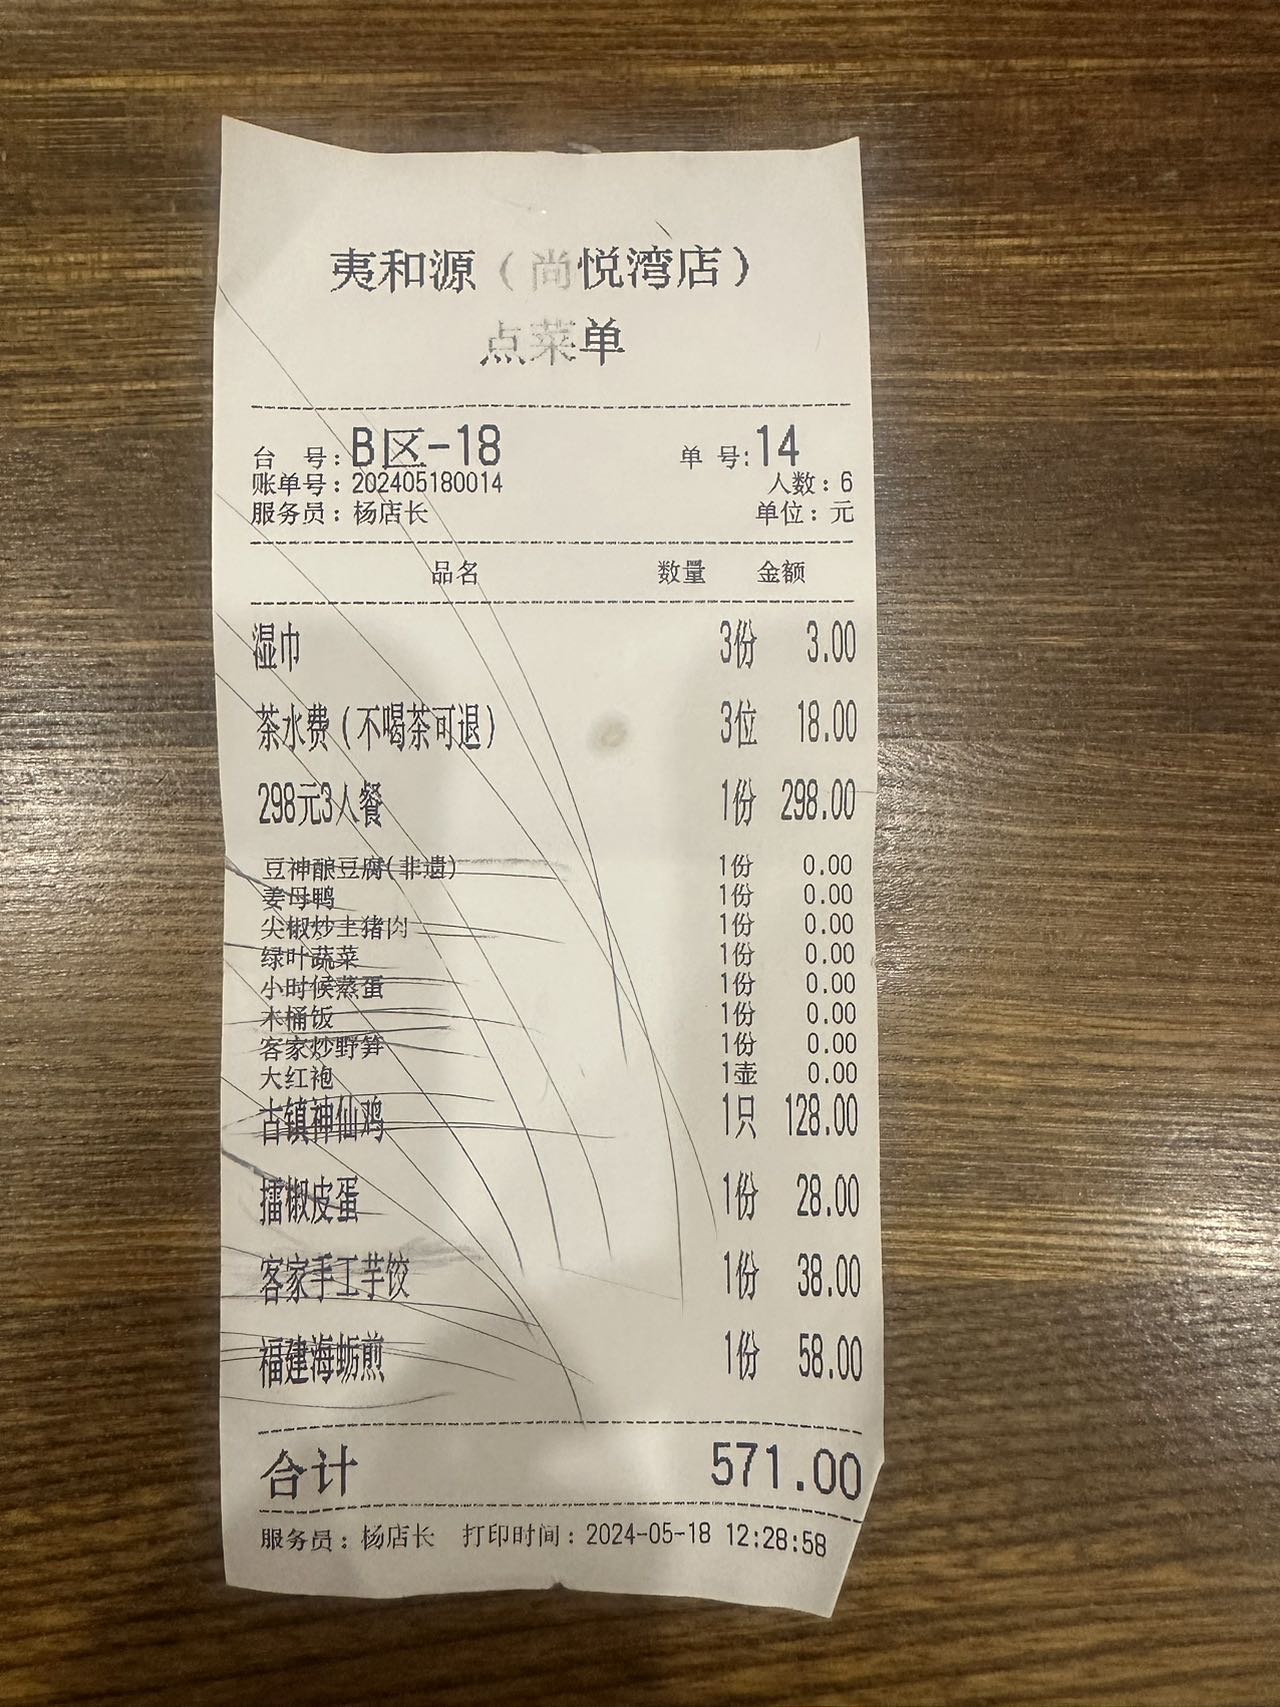 夷和源（尚悦湾店）
点菜单
台 号：B区-18 单 号：14
账单号：202405180014 人数：6
服务员：杨店长 单位：元
品名 数量 金额
湿巾 3份 3.00
茶水费（不喝茶可退） 3位 18.00
298元3人餐 1份 298.00
豆神酿豆腐(非遗) 1份 0.00
姜母鸭 1份 0.00
尖椒炒土猪肉 1份 0.00
绿叶蔬菜 1份 0.00
小时候蒸蛋 1份 0.00
木桶饭 1份 0.00
客家炒野笋 1份 0.00
大红袍 1壶 0.00
古镇神仙鸡 1只 128.00
擂椒皮蛋 1份 28.00
客家手工芋饺 1份 38.00
福建海蛎煎 1份 58.00
合计 571.00
服务员：杨店长 打印时间：2024-05-18 12:28:58